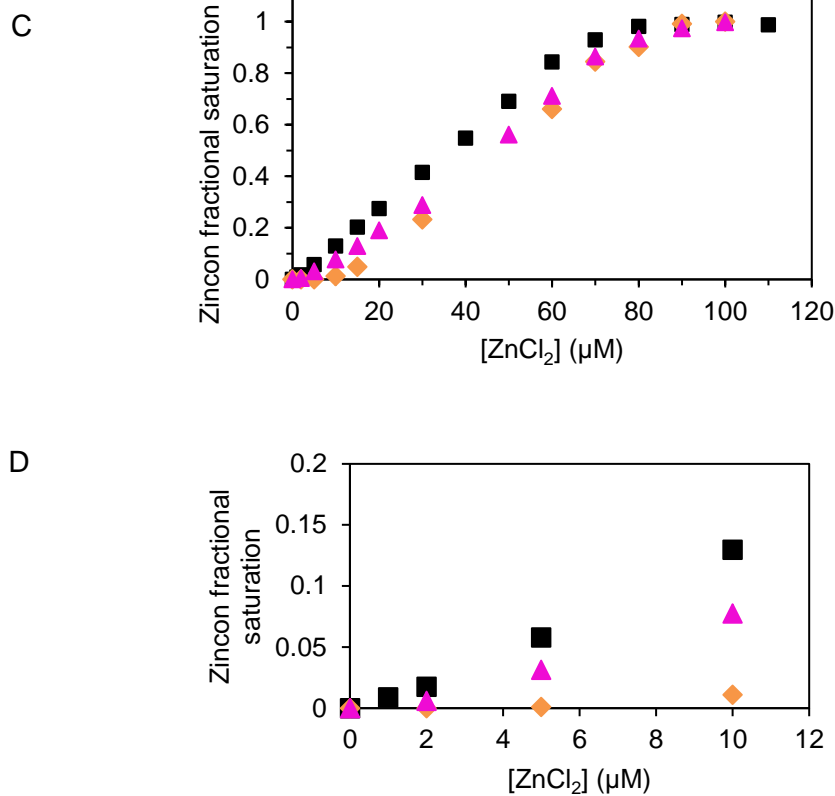 C
Zincon fractional saturation
1
0.8
0.6
0.4
0.2
0
0 20 40 60 80 100 120
[ZnCl₂] (µM)
D
Zincon fractional
saturation
0.2
0.15
0.1
0.05
0
0 2 4 6 8 10 12
[ZnCl₂] (µM)